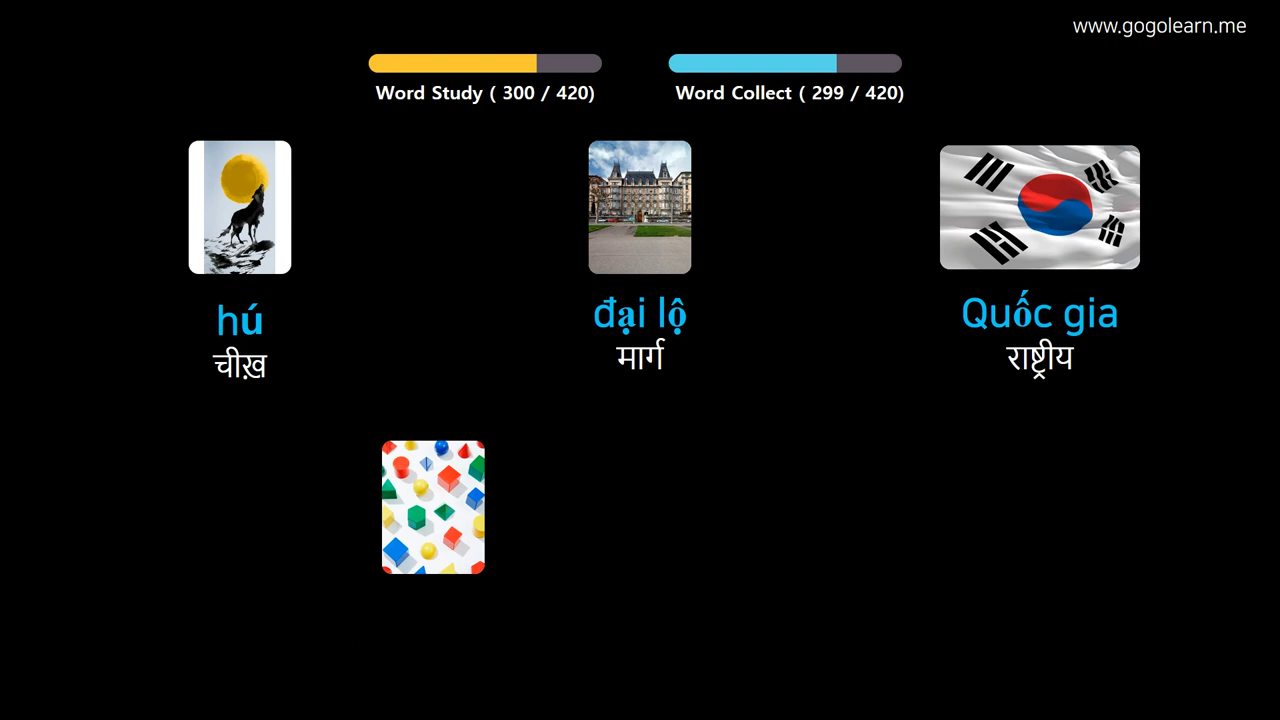 www.gogolearn.me
Word Study ( 300 / 420)
Word Collect ( 299 / 420)
hú
चीख़
đại lộ
मार्ग
Quốc gia
राष्ट्रीय